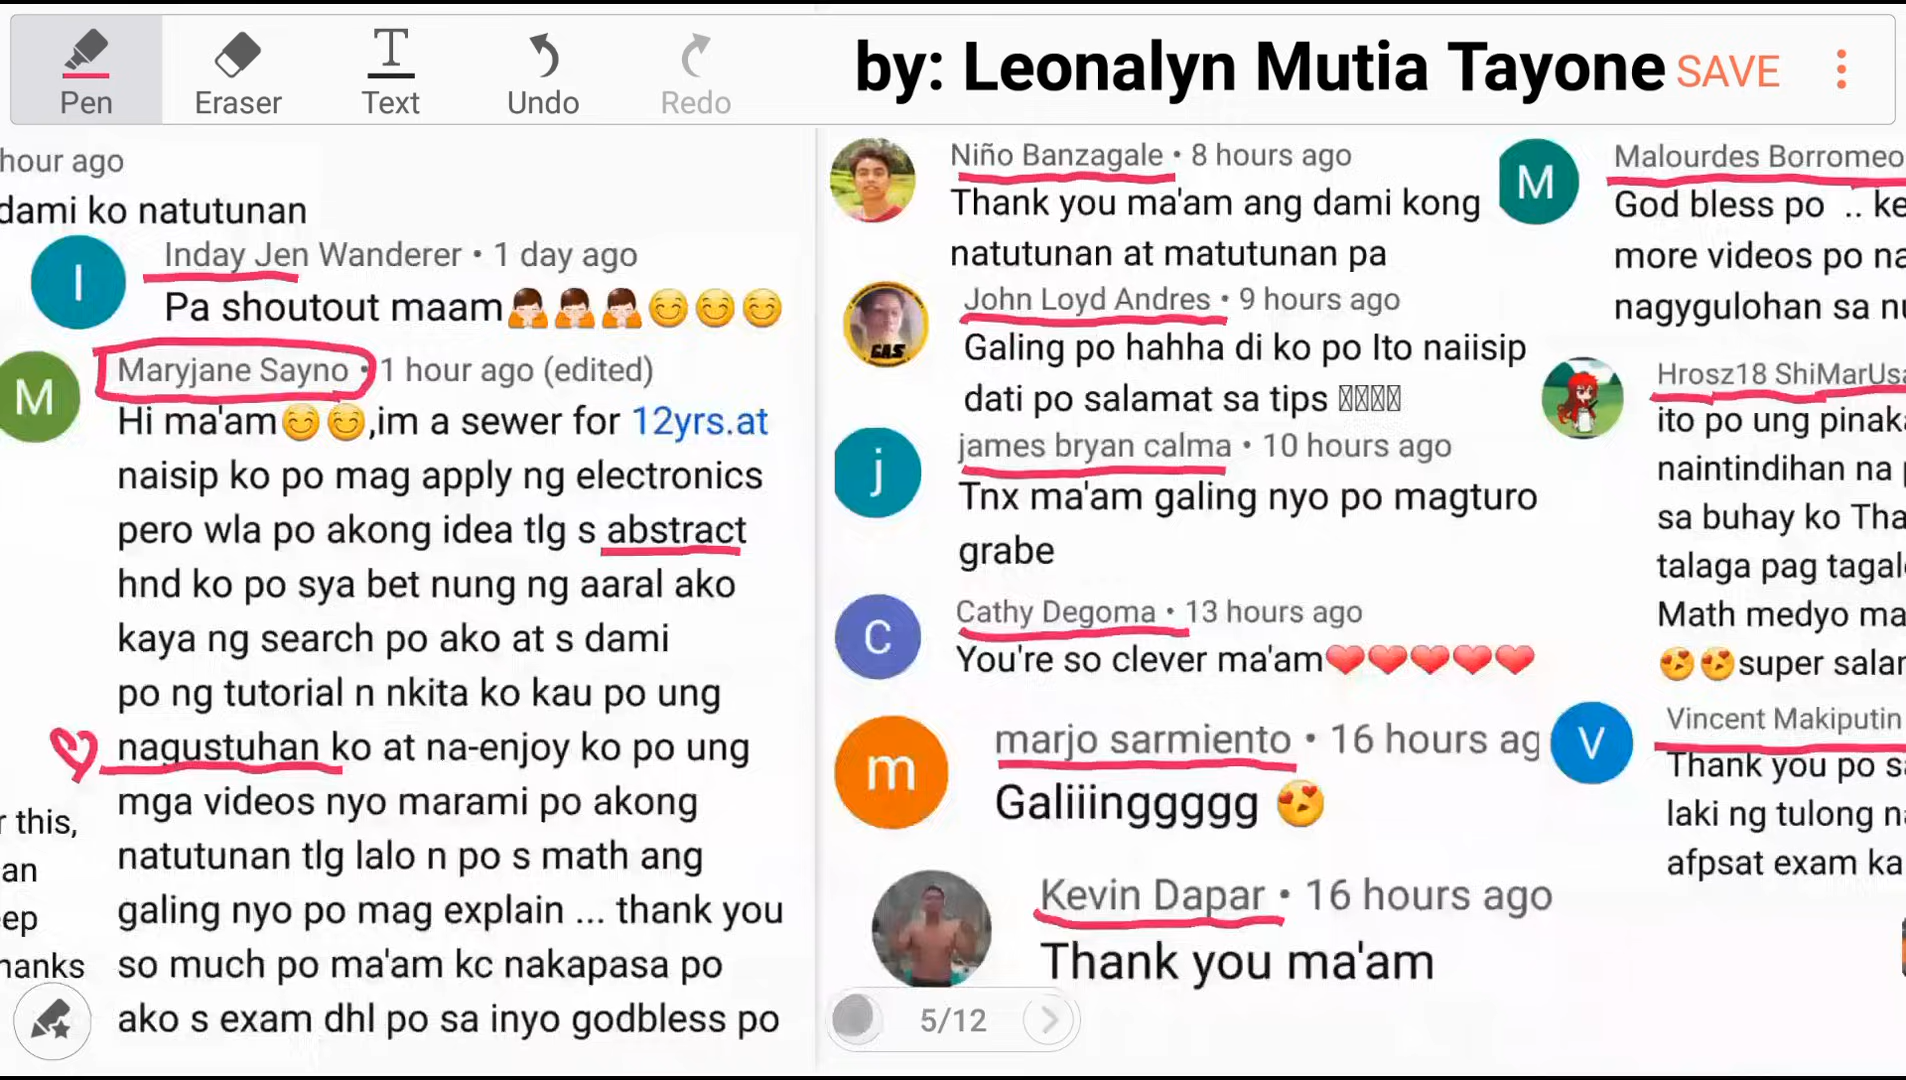 Pen
Eraser
Text
Undo
Redo
by: Leonalyn Mutia Tayone
SAVE
hour ago
dami ko natutunan
Inday Jen Wanderer • 1 day ago
Pa shoutout maam🙇🙇🙇😊😊😊
Maryjane Sayno • 1 hour ago (edited)
Hi ma'am😊😊,im a sewer for 12yrs.at
naisip ko po mag apply ng electronics
pero wla po akong idea tlg s abstract
hnd ko po sya bet nung ng aaral ako
kaya ng search po ako at s dami
po ng tutorial n nkita ko kau po ung
nagustuhan ko at na-enjoy ko po ung
mga videos nyo marami po akong
natutunan tlg lalo n po s math ang
galing nyo po mag explain ... thank you
so much po ma'am kc nakapasa po
ako s exam dhl po sa inyo godbless po
this,
an
Niño Banzagale • 8 hours ago
Thank you ma'am ang dami kong
natutunan at matutunan pa
John Loyd Andres • 9 hours ago
Galing po hahha di ko po Ito naiisip
dati po salamat sa tips
james bryan calma • 10 hours ago
Tnx ma'am galing nyo po magturo
grabe
Cathy Degoma • 13 hours ago
You're so clever ma'am❤❤❤❤❤
marjo sarmiento • 16 hours ag
Galiiinggggg 😍
Kevin Dapar • 16 hours ago
Thank you ma'am
5/12
Malourdes Borromeo
God bless po .. ke
more videos po na
nagygulohan sa nu
Hrosz18 ShiMarUsa
ito po ung pinaka
naintindihan na p
sa buhay ko Tha
talaga pag tagal
Math medyo ma
😍😍super salar
Vincent Makiputin
Thank you po sa
laki ng tulong na
afpsat exam ka